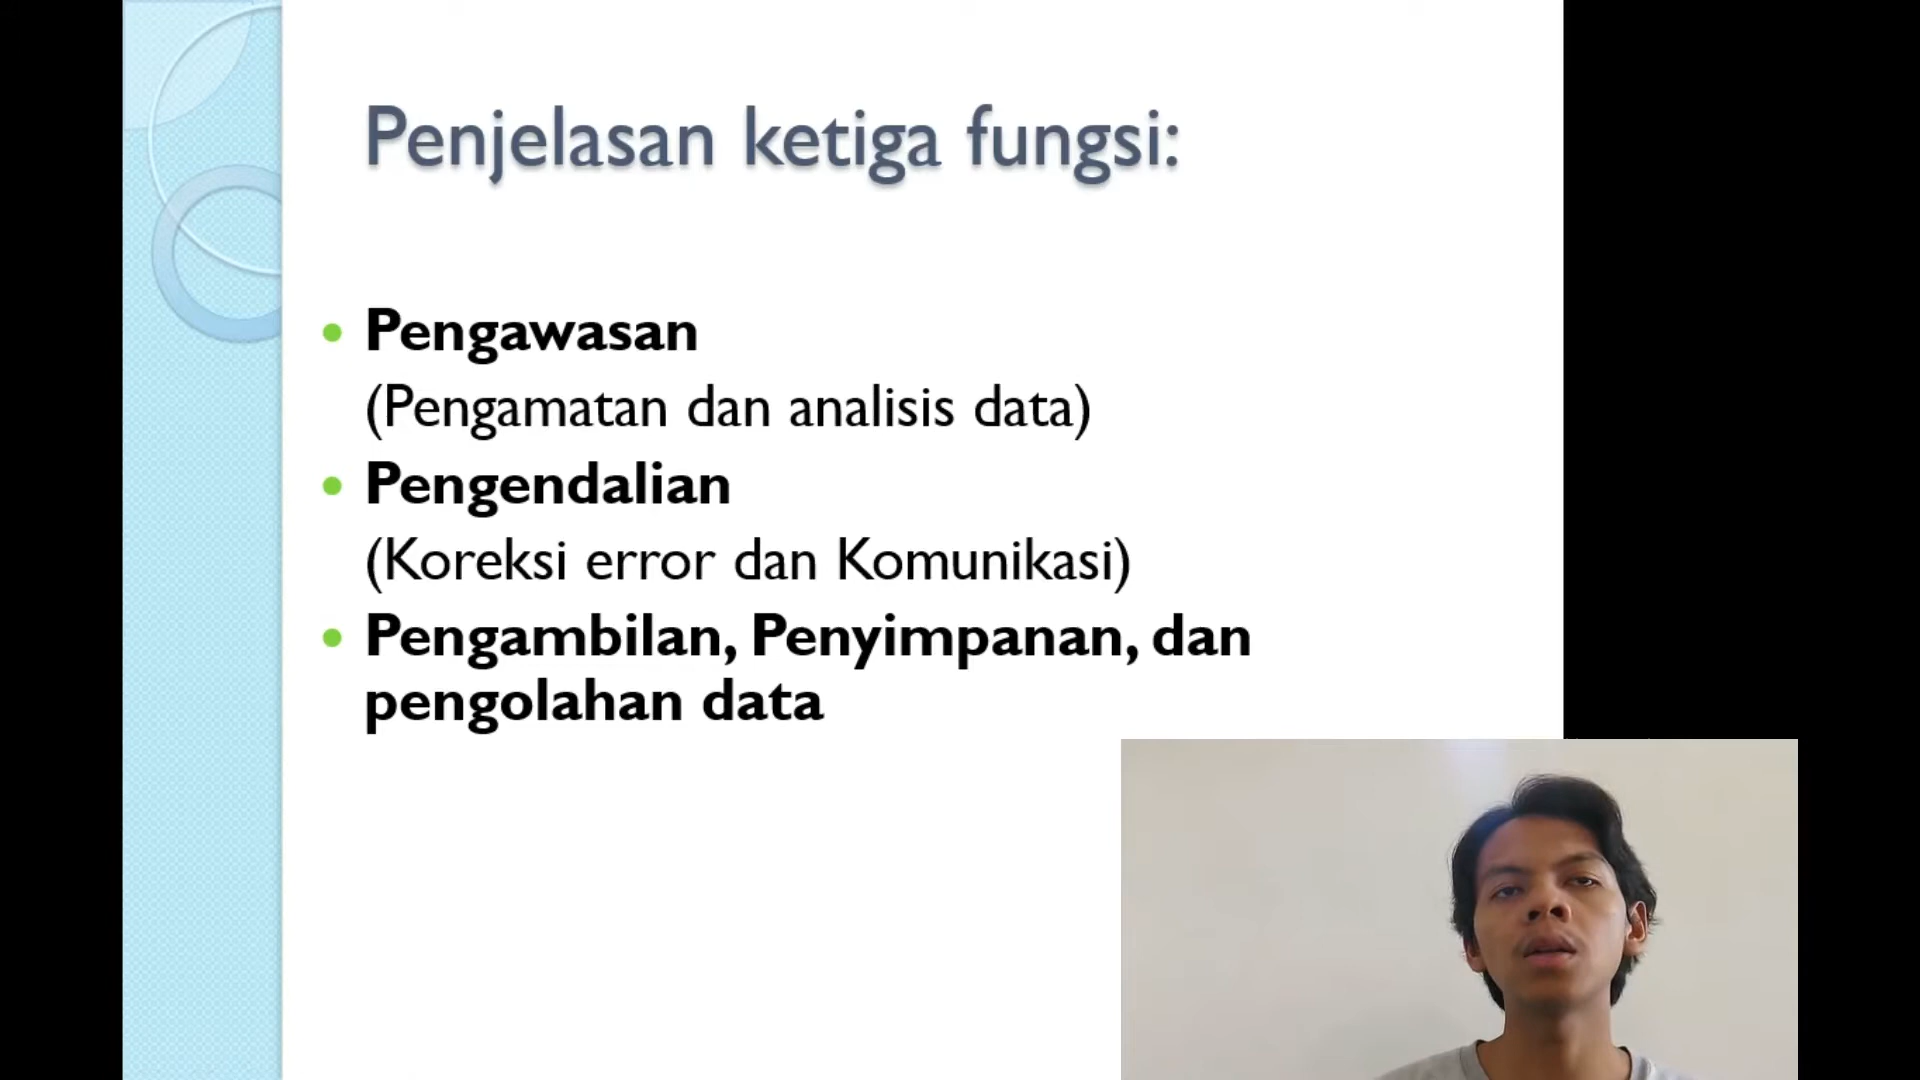 Penjelasan ketiga fungsi:
Pengawasan
(Pengamatan dan analisis data)
Pengendalian
(Koreksi error dan Komunikasi)
Pengambilan, Penyimpanan, dan
pengolahan data